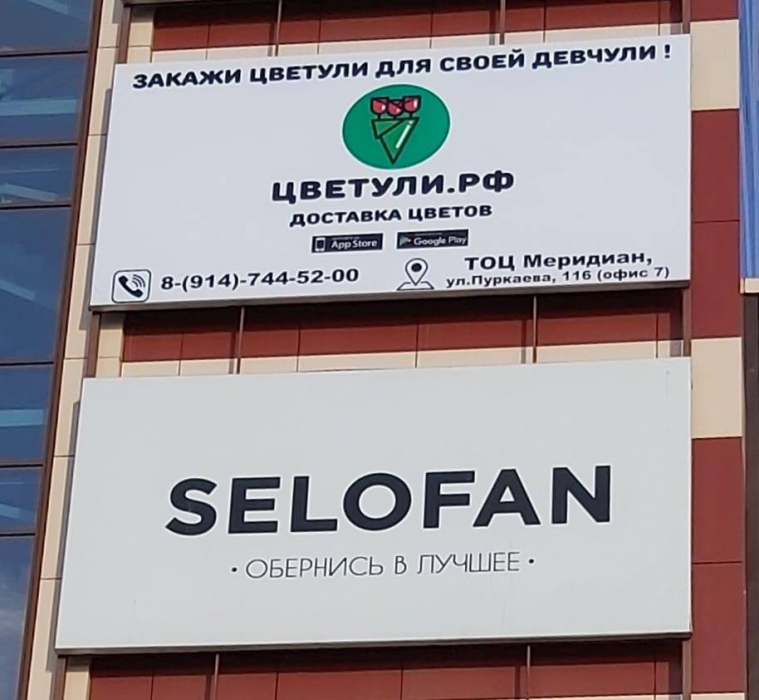 ЗАКАЖИ ЦВЕТУЛИ ДЛЯ СВОЕЙ ДЕВЧУЛИ !
ЦВЕТУЛИ.РФ
ДОСТАВКА ЦВЕТОВ
App Store Google Play
8-(914)-744-52-00
ТОЦ Меридиан,
ул.Пуркаева, 116 (офис 7)
SELOFAN
• ОБЕРНИСЬ В ЛУЧШЕЕ •